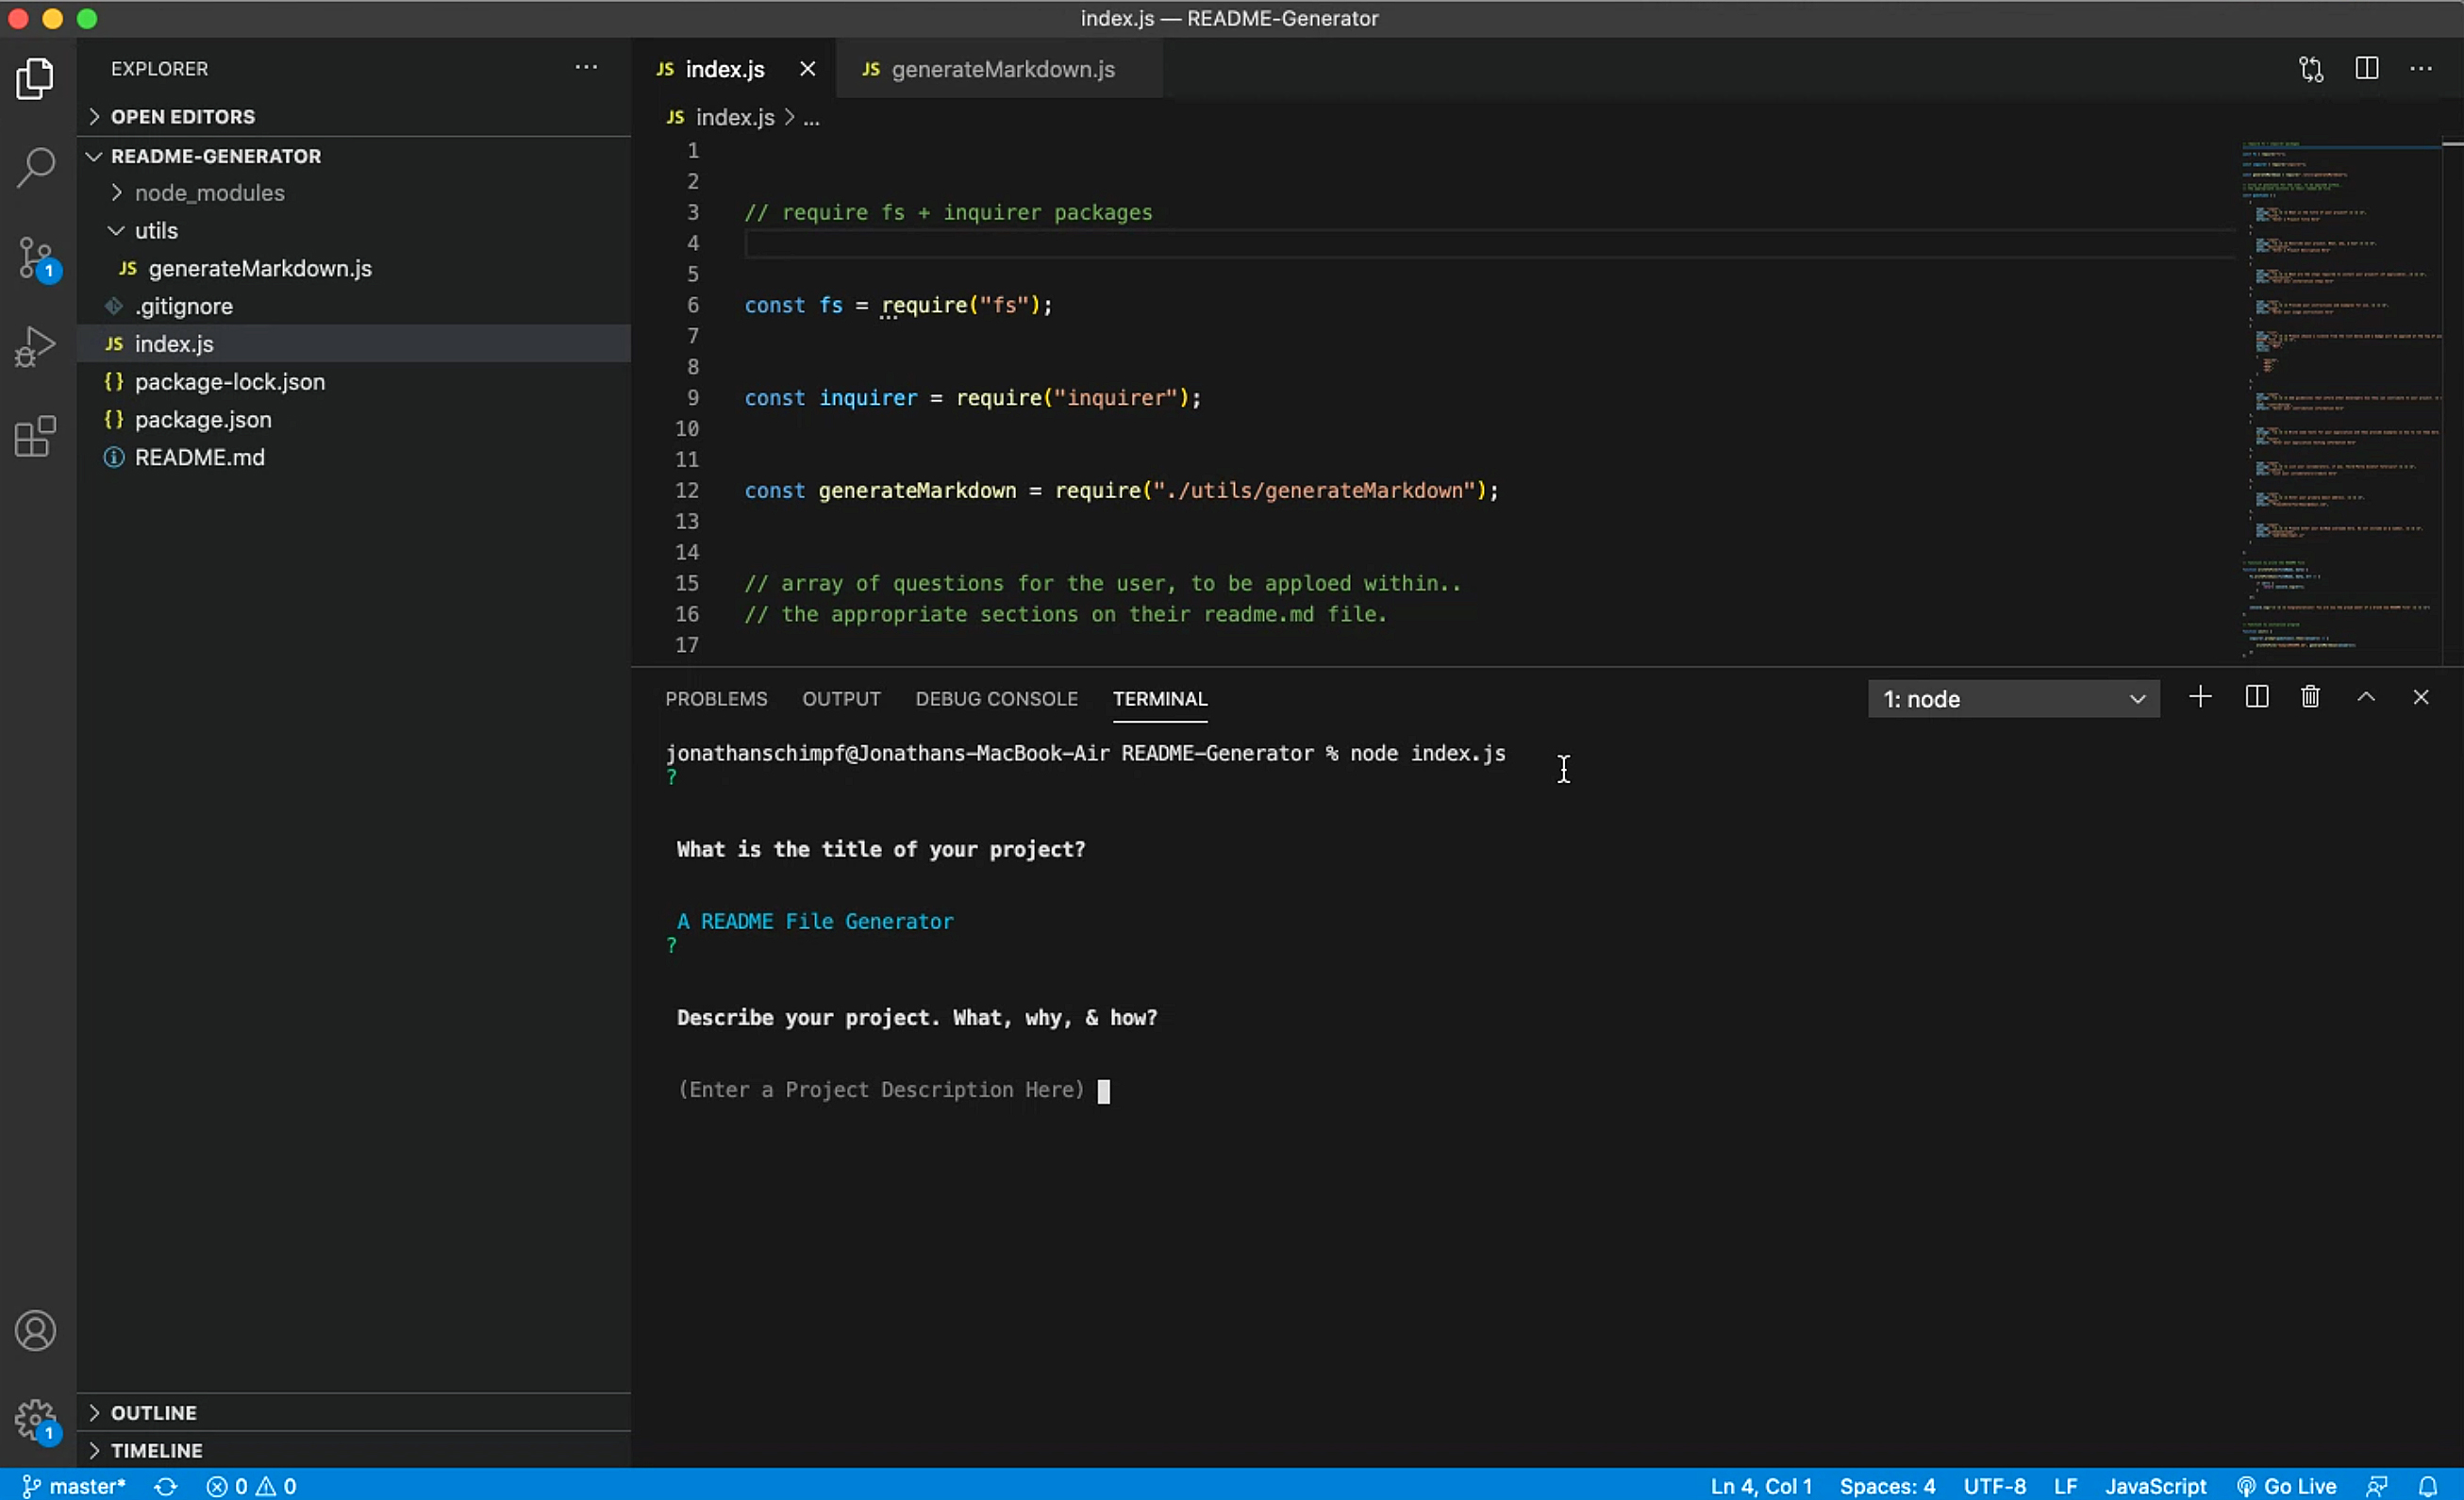 index.js — README-Generator
EXPLORER
OPEN EDITORS
README-GENERATOR
node_modules
utils
JS generateMarkdown.js
.gitignore
JS index.js
{} package-lock.json
{} package.json
README.md
OUTLINE
TIMELINE
1
1
JS index.js
JS generateMarkdown.js
JS index.js > ...
1
2
3 // require fs + inquirer packages
4
5
6 const fs = require("fs");
7
8
9 const inquirer = require("inquirer");
10
11
12 const generateMarkdown = require("./utils/generateMarkdown");
13
14
15 // array of questions for the user, to be apploed within..
16 // the appropriate sections on their readme.md file.
17
PROBLEMS OUTPUT DEBUG CONSOLE TERMINAL
1: node
jonathanschimpf@Jonathans-MacBook-Air README-Generator % node index.js
?
What is the title of your project?
A README File Generator
?
Describe your project. What, why, & how?
(Enter a Project Description Here)
master* 0 0 Ln 4, Col 1 Spaces: 4 UTF-8 LF JavaScript Go Live